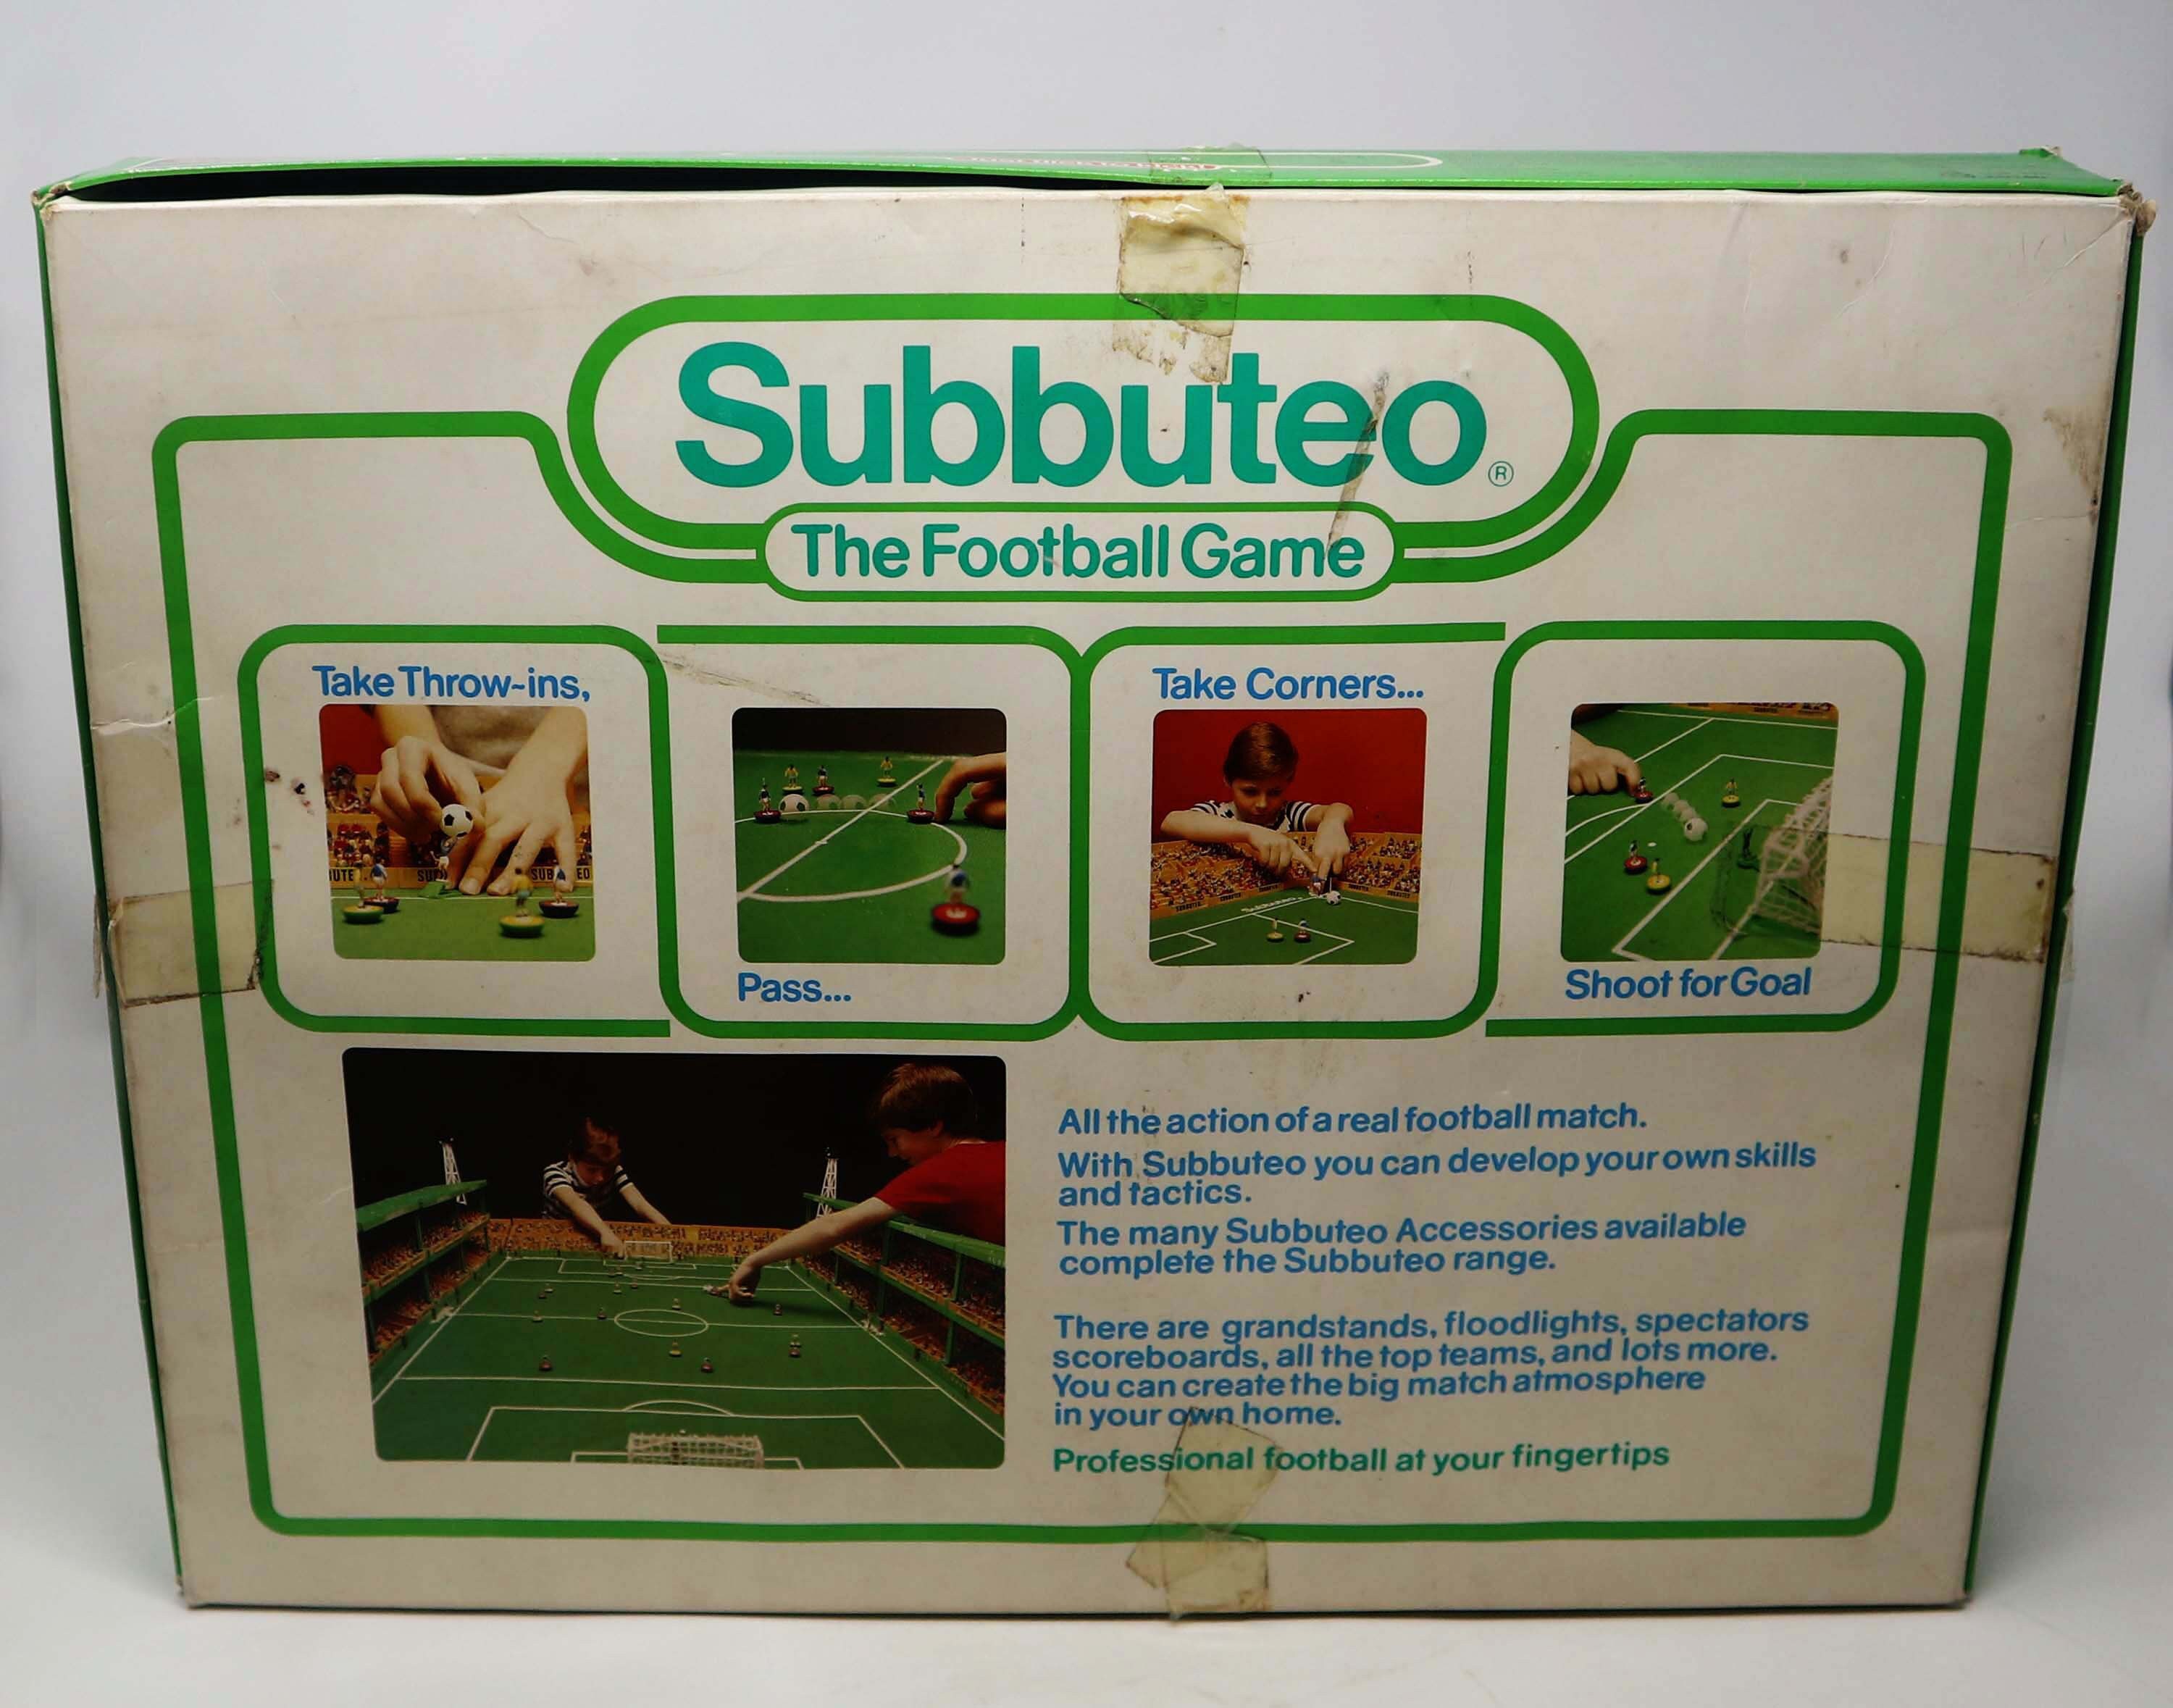 Subbuteo®
The Football Game
Take Throw-ins,
Pass...
Take Corners...
Shoot for Goal
SUBBUTEO
All the action of a real football match.
With Subbuteo you can develop your own skills
and tactics.
The many Subbuteo Accessories available
complete the Subbuteo range.
There are grandstands, floodlights, spectators
scoreboards, all the top teams, and lots more.
You can create the big match atmosphere
in your own home.
Professional football at your fingertips